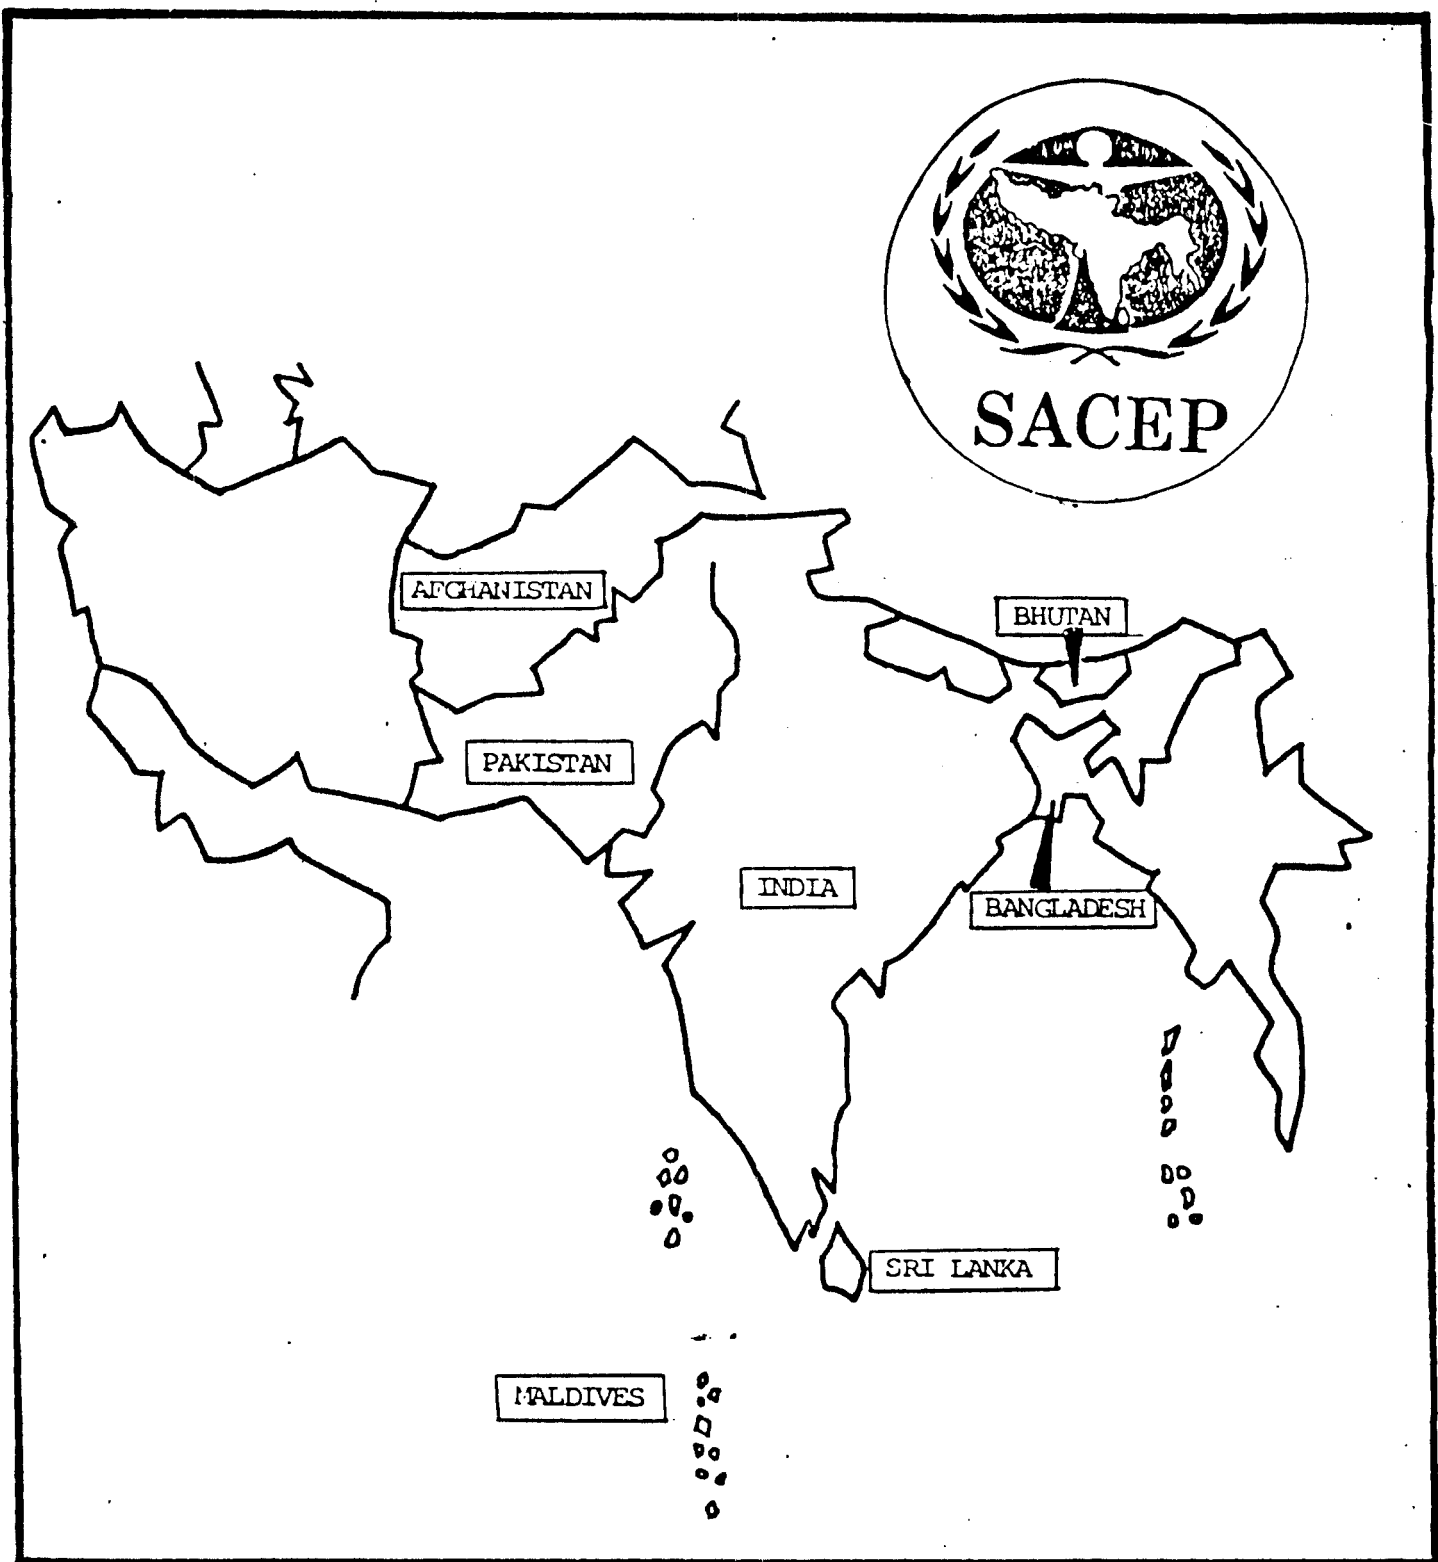 SACEP
AFGHANISTAN
BHUTAN
PAKISTAN
INDIA
BANGLADESH
SRI LANKA
MALDIVES